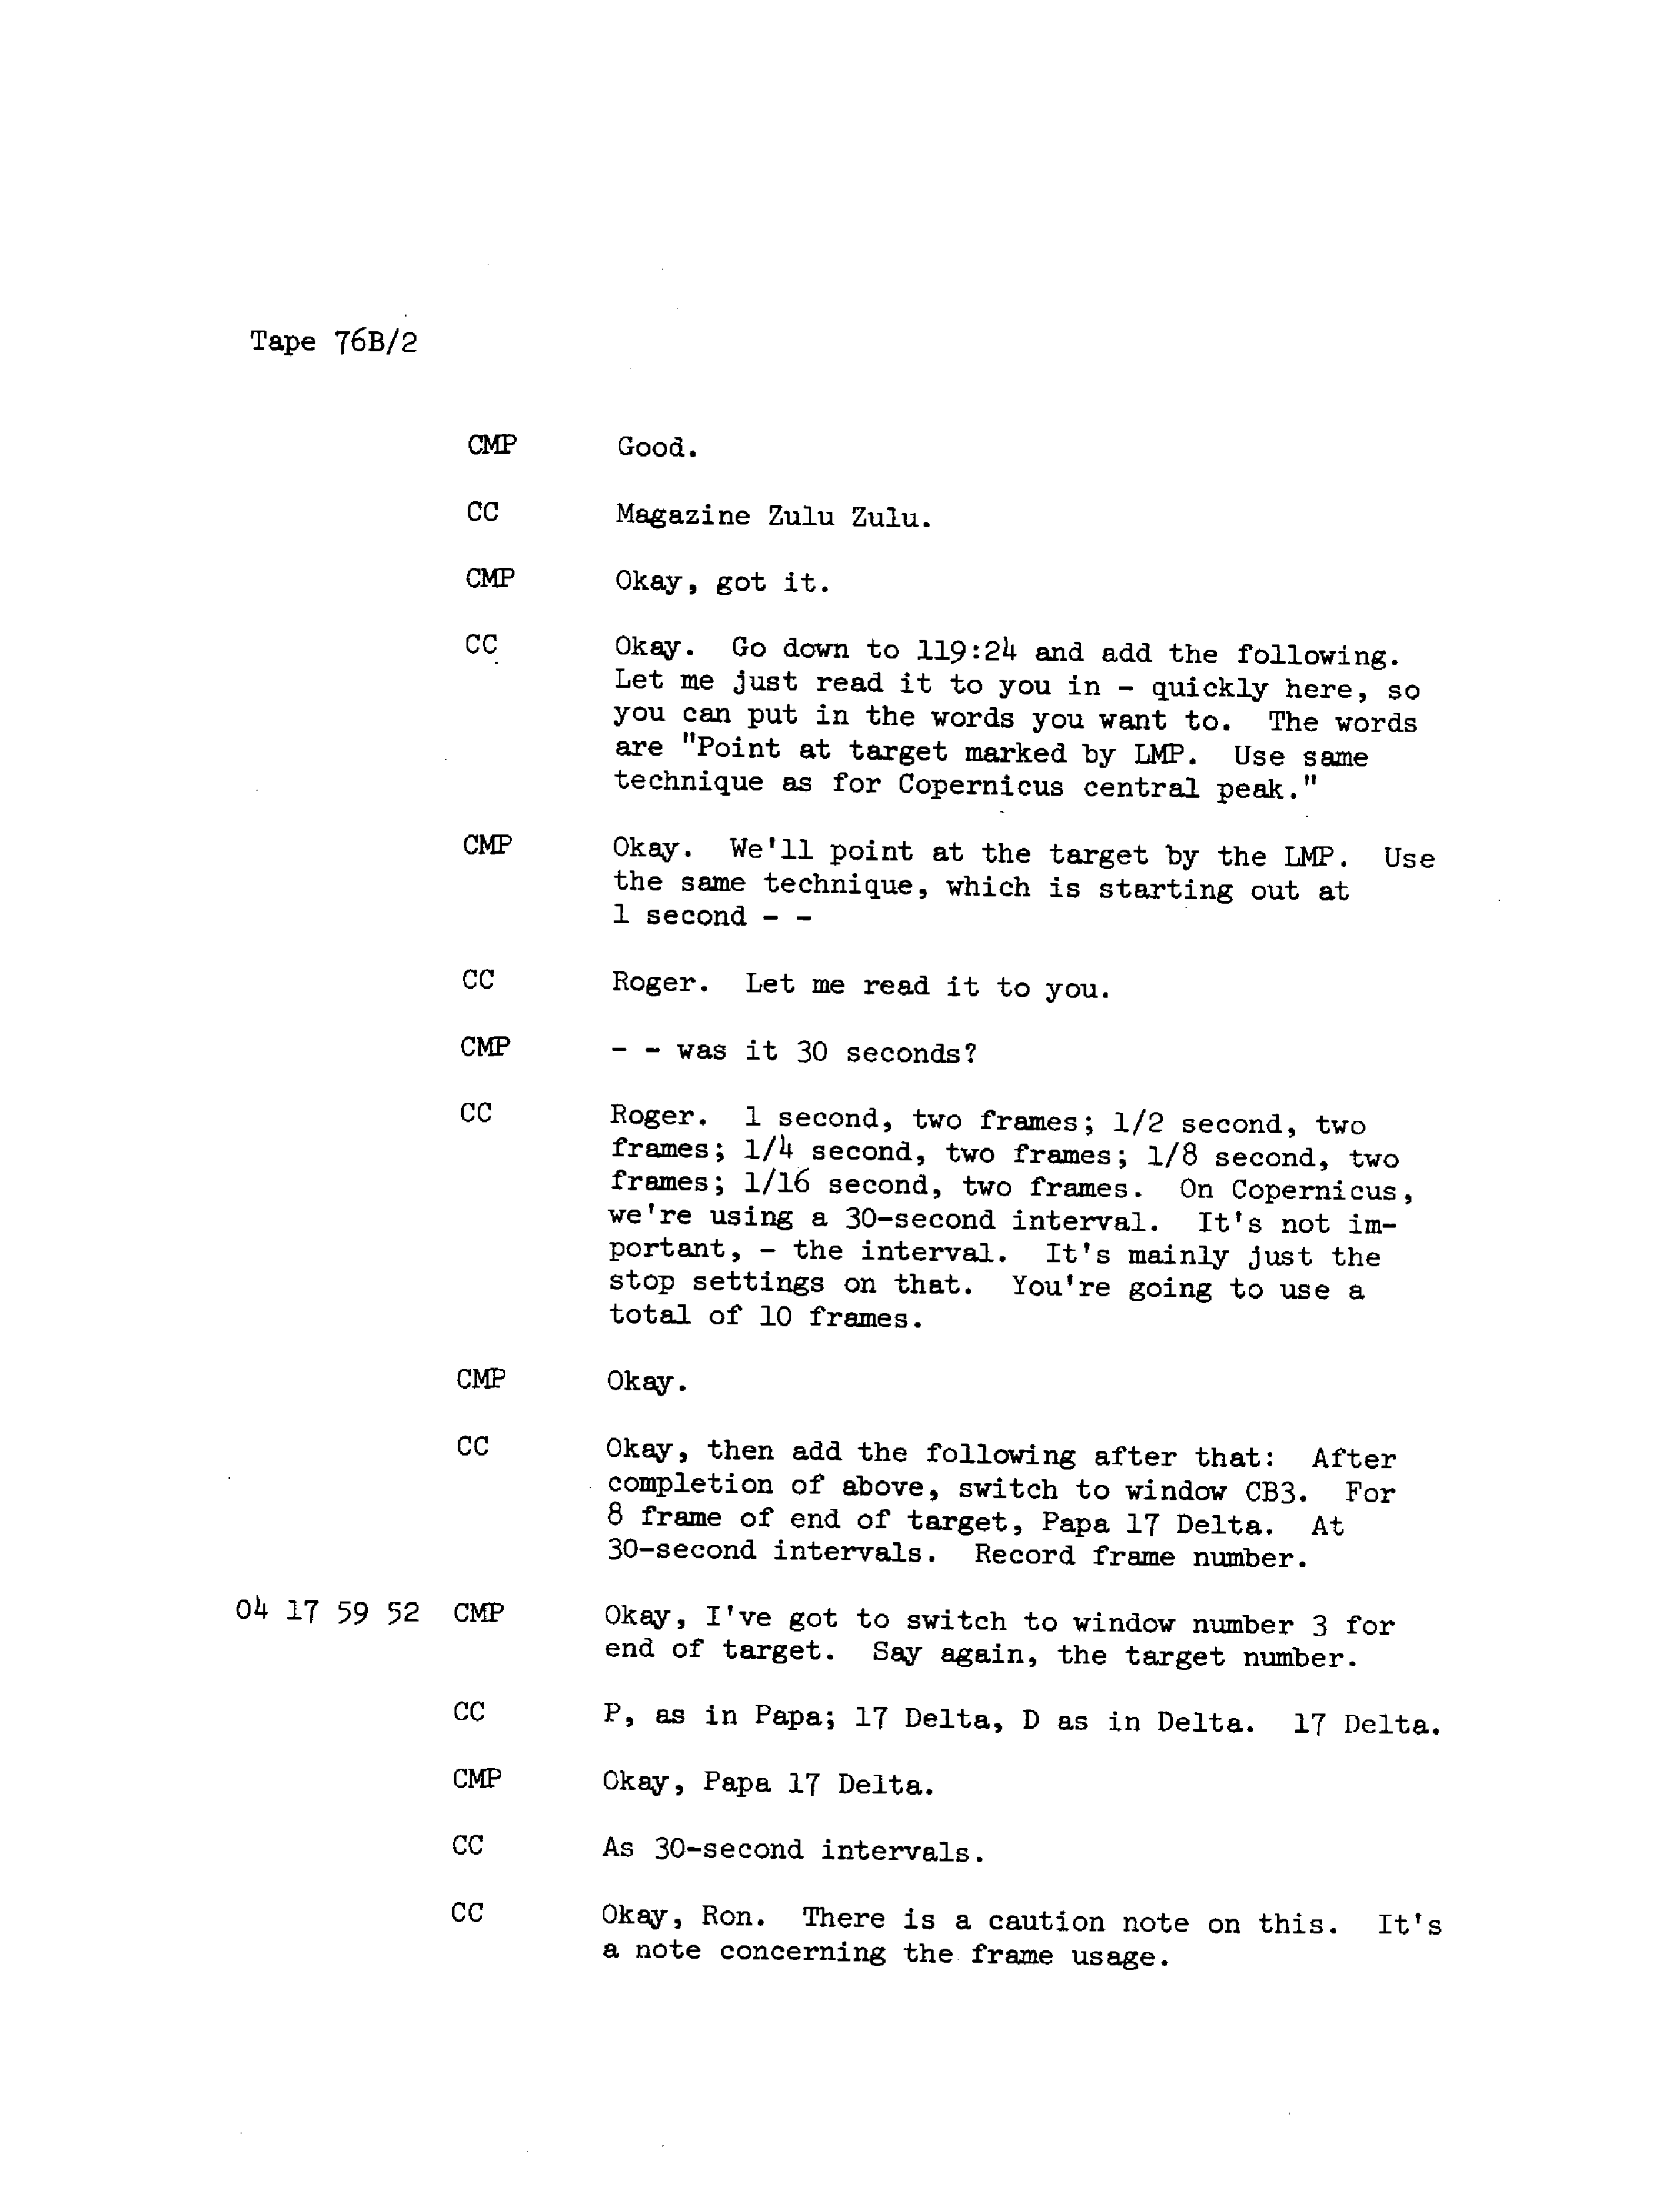 Tape 76B/2
CMP Good.
CC Magazine Zulu Zulu.
CMP Okay, got it.
CC Okay. Go down to 119:24 and add the following.
Let me just read it to you in - quickly here, so
you can put in the words you want to. The words
are "Point at target marked by LMP. Use same
technique as for Copernicus central peak."
CMP Okay. We'll point at the target by the LMP. Use
the same technique, which is starting out at
1 second - -
CC Roger. Let me read it to you.
CMP - - was it 30 seconds?
CC Roger. 1 second, two frames; 1/2 second, two
frames; 1/4 second, two frames; 1/8 second, two
frames; 1/16 second, two frames. On Copernicus,
we're using a 30-second interval. It's not im-
portant, - the interval. It's mainly just the
stop settings on that. You're going to use a
total of 10 frames.
CMP Okay.
CC Okay, then add the following after that: After
completion of above, switch to window CB3. For
8 frame of end of target, Papa 17 Delta. At
30-second intervals. Record frame number.
04 17 59 52 CMP Okay, I've got to switch to window number 3 for
end of target. Say again, the target number.
CC P, as in Papa; 17 Delta, D as in Delta. 17 Delta.
CMP Okay, Papa 17 Delta.
CC As 30-second intervals.
CC Okay, Ron. There is a caution note on this. It's
a note concerning the frame usage.